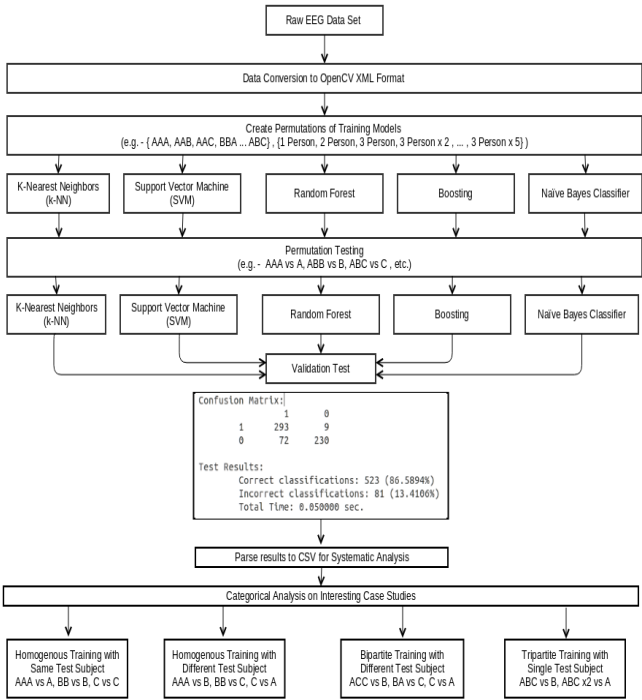 Raw EEG Data Set
Data Conversion to OpenCV XML Format
Create Permutations of Training Models
(e.g. - { AAA, AAB, AAC, BBA ... ABC} , {1 Person, 2 Person, 3 Person, 3 Person x 2 , ... , 3 Person x 5} )
K-Nearest Neighbors
(k-NN)
Support Vector Machine
(SVM)
Random Forest
Boosting
Naïve Bayes Classifier
Permutation Testing
(e.g. - AAA vs A, ABB vs B, ABC vs C , etc.)
K-Nearest Neighbors
(k-NN)
Support Vector Machine
(SVM)
Random Forest
Boosting
Naïve Bayes Classifier
Validation Test
Confusion Matrix:
1 0
1 293 9
0 72 230
Test Results:
Correct classifications: 523 (86.5894%)
Incorrect classifications: 81 (13.4106%)
Total Time: 0.050000 sec.
Parse results to CSV for Systematic Analysis
Categorical Analysis on Interesting Case Studies
Homogenous Training with
Same Test Subject
AAA vs A, BB vs B, C vs C
Homogenous Training with
Different Test Subject
AAA vs B, BB vs C, C vs A
Bipartite Training with
Different Test Subject
ACC vs B, BA vs C, C vs A
Tripartite Training with
Single Test Subject
ABC vs B, ABC x2 vs A